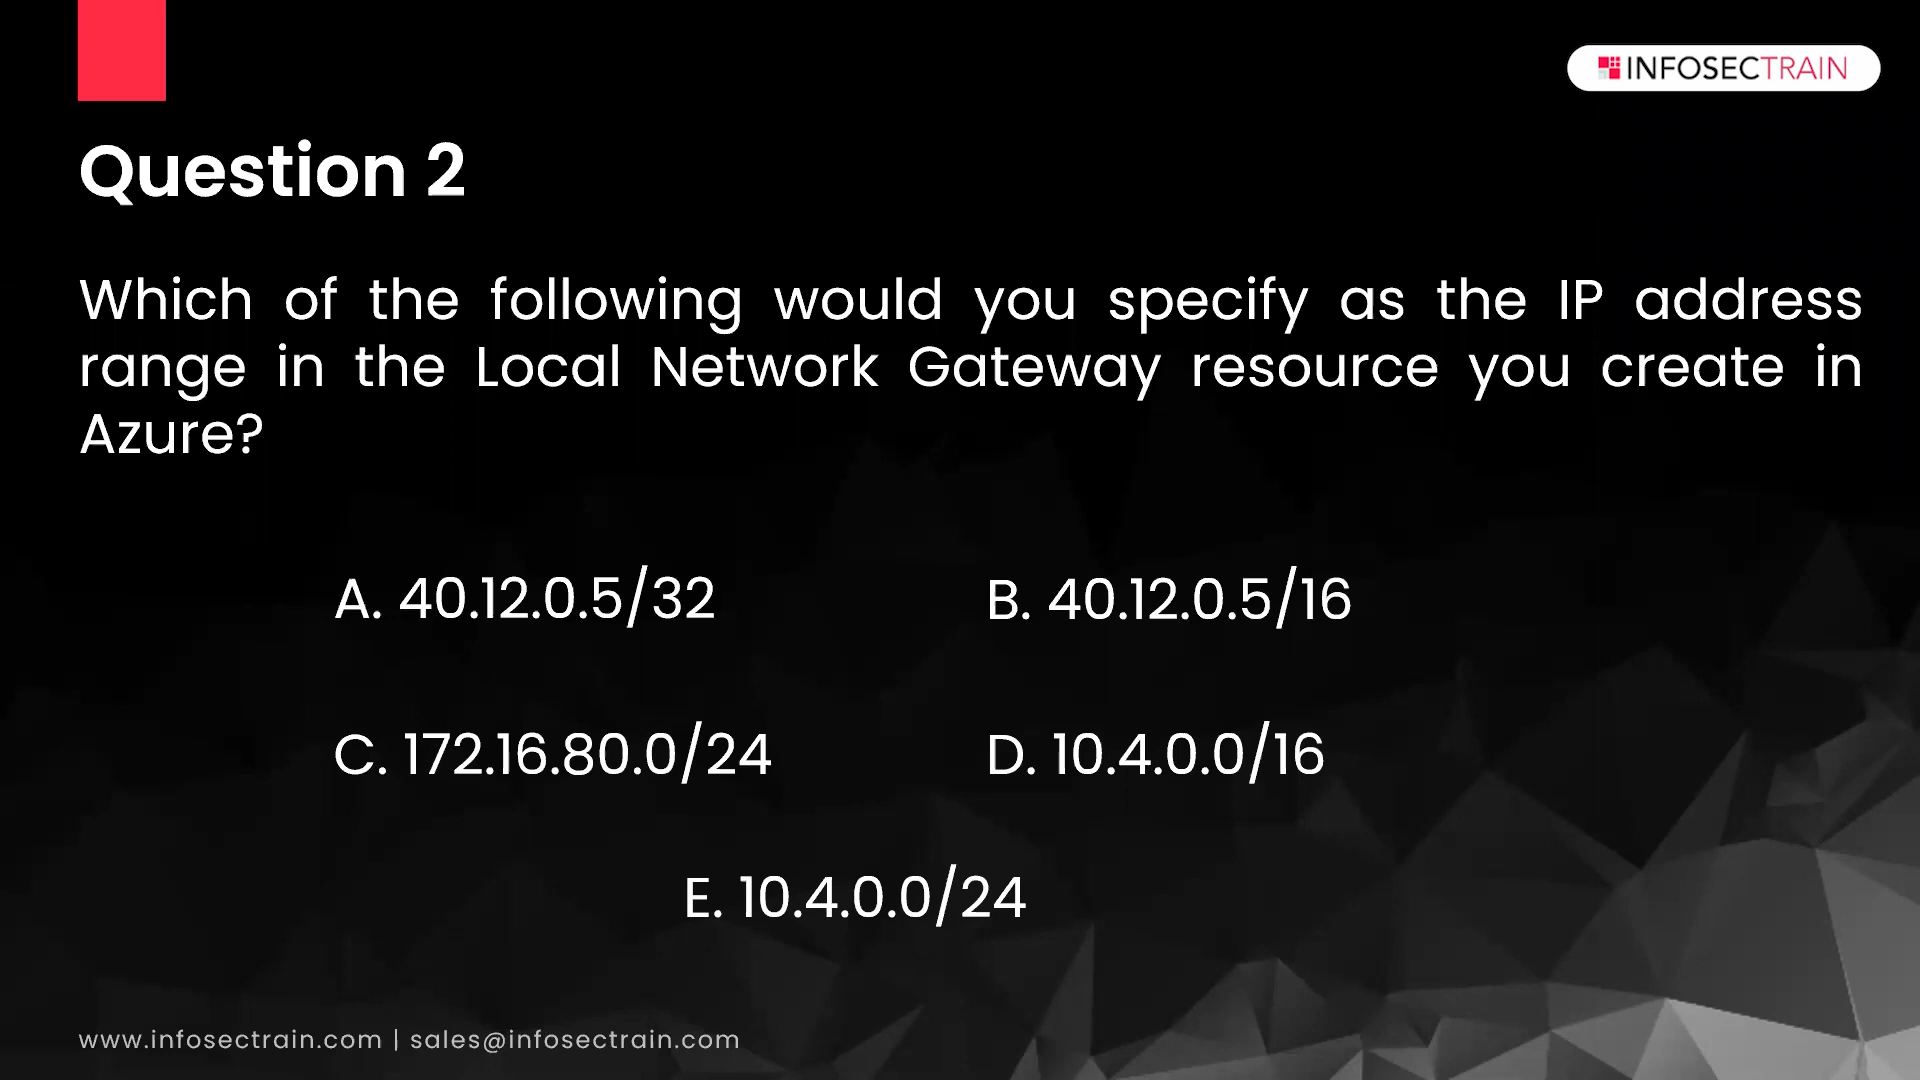 INFOSECTRAIN
Question 2
Which of the following would you specify as the IP address
range in the Local Network Gateway resource you create in
Azure?
A. 40.12.0.5/32
B. 40.12.0.5/16
C. 172.16.80.0/24
D. 10.4.0.0/16
E. 10.4.0.0/24
www.infosectrain.com | sales@infosectrain.com